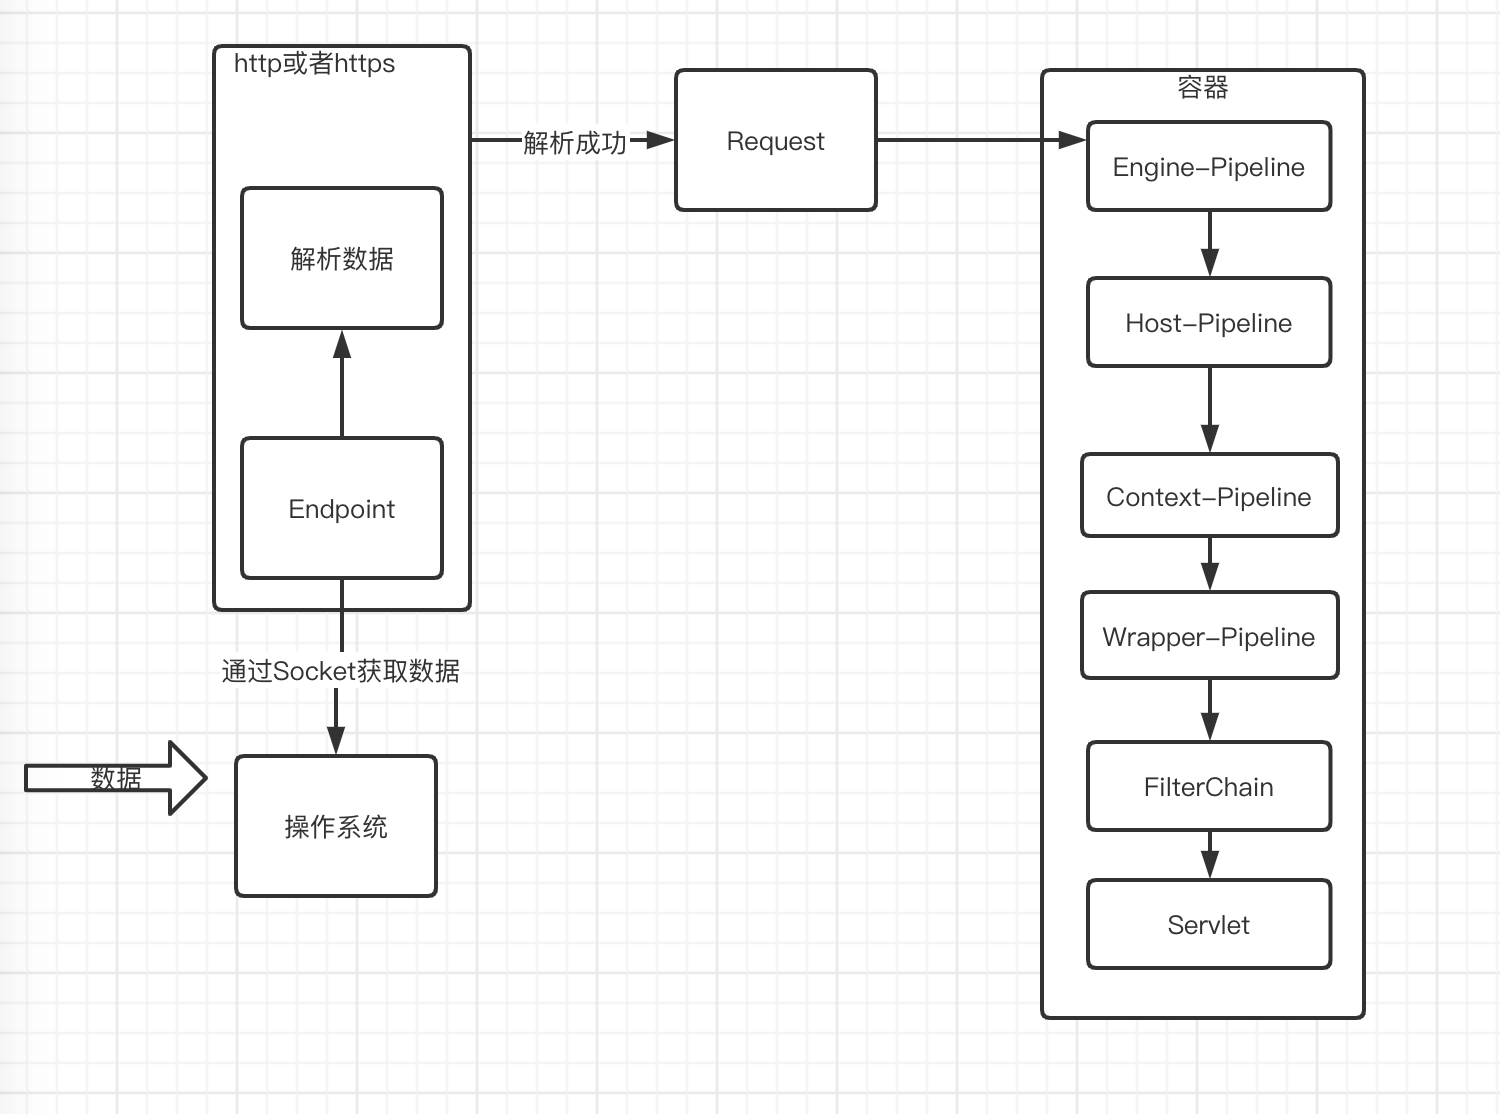 http或者https
解析数据
Endpoint
通过Socket获取数据
数据
操作系统
解析成功
Request
容器
Engine-Pipeline
Host-Pipeline
Context-Pipeline
Wrapper-Pipeline
FilterChain
Servlet